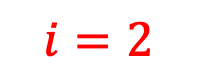 i = 2